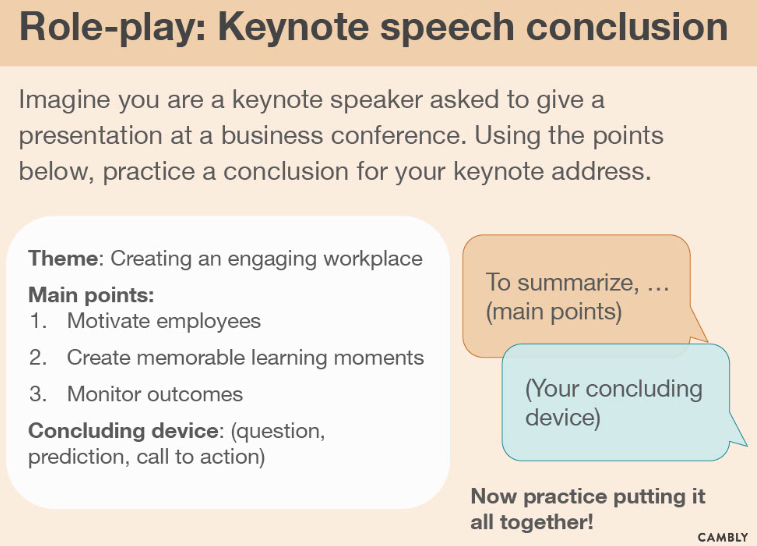 Role-play: Keynote speech conclusion
Imagine you are a keynote speaker asked to give a
presentation at a business conference. Using the points
below, practice a conclusion for your keynote address.
Theme: Creating an engaging workplace
Main points:
1. Motivate employees
2. Create memorable learning moments
3. Monitor outcomes
Concluding device: (question,
prediction, call to action)
To summarize, …
(main points)
(Your concluding
device)
Now practice putting it
all together!
CAMBLY